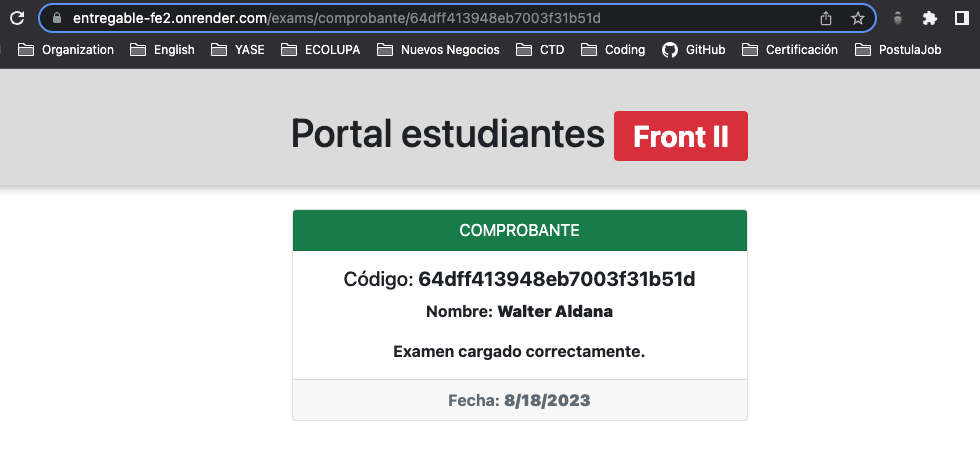 entregable-fe2.onrender.com/exams/comprobante/64dff413948eb7003f31b51d
Organization English YASE ECOLUPA Nuevos Negocios CTD Coding GitHub Certificación PostulaJob
Portal estudiantes Front II
COMPROBANTE
Código: 64dff413948eb7003f31b51d
Nombre: Walter Aldana
Examen cargado correctamente.
Fecha: 8/18/2023